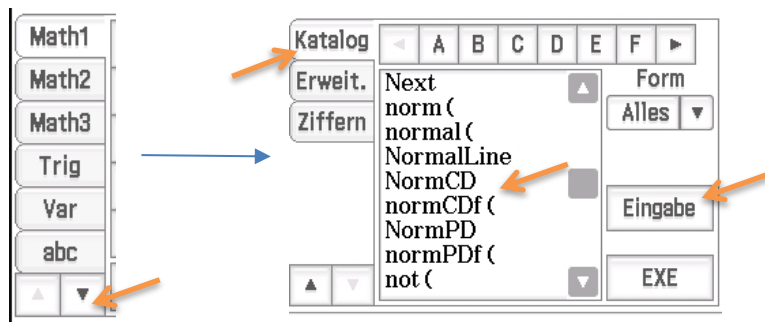 Math1
Math2
Math3
Trig
Var
abc
Katalog
A B C D E F
Erweit.
Ziffern
Next
norm(
normal(
NormalLine
NormCD
normCDf(
NormPD
normPDf(
not(
Form
Alles
Eingabe
EXE